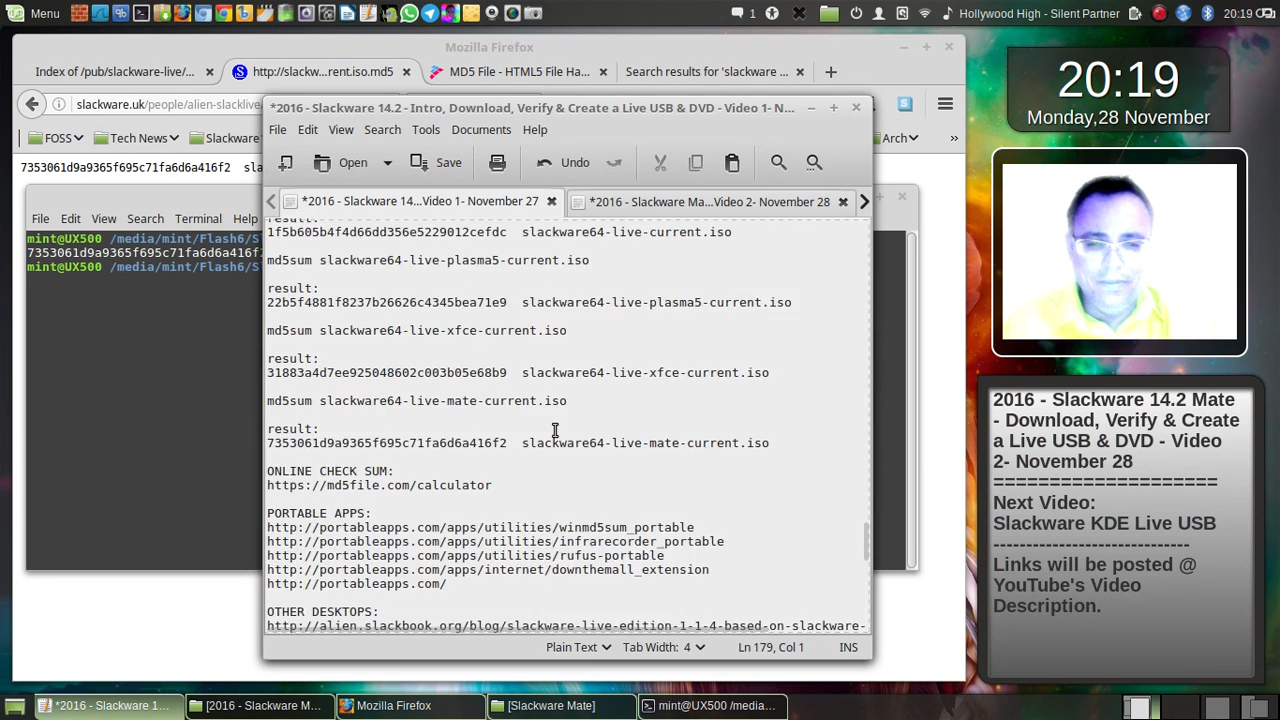 Menu
1
Hollywood High - Silent Partner
20:19
Mozilla Firefox
Index of /pub/slackware-live/...
http://slackw...rent.iso.md5
MD5 File - HTML5 File Ha...
Search results for 'slackware ...
slackware.uk/people/alien-slacklive/
FOSS
Tech News
Slackware
Arch
7353061d9a9365f695c71fa6d6a416f2 sla
File Edit View Search Terminal Help
mint@UX500 /media/mint/Flash6/Sl
7353061d9a9365f695c71fa6d6a416f2
mint@UX500 /media/mint/Flash6/Sl
*2016 - Slackware 14.2 - Intro, Download, Verify & Create a Live USB & DVD - Video 1- N...
File Edit View Search Tools Documents Help
Open Save Undo
*2016 - Slackware 14...Video 1- November 27
*2016 - Slackware Ma...Video 2- November 28
result:
1f5b605b4f4d66dd356e5229012cefdc slackware64-live-current.iso
md5sum slackware64-live-plasma5-current.iso
result:
22b5f4881f8237b26626c4345bea71e9 slackware64-live-plasma5-current.iso
md5sum slackware64-live-xfce-current.iso
result:
31883a4d7ee925048602c003b05e68b9 slackware64-live-xfce-current.iso
md5sum slackware64-live-mate-current.iso
result:
7353061d9a9365f695c71fa6d6a416f2 slackware64-live-mate-current.iso
ONLINE CHECK SUM:
https://md5file.com/calculator
PORTABLE APPS:
http://portableapps.com/apps/utilities/winmd5sum_portable
http://portableapps.com/apps/utilities/infrarecorder_portable
http://portableapps.com/apps/utilities/rufus-portable
http://portableapps.com/apps/internet/downthemall_extension
http://portableapps.com/
OTHER DESKTOPS:
http://alien.slackbook.org/blog/slackware-live-edition-1-1-4-based-on-slackware-
Plain Text Tab Width: 4 Ln 179, Col 1 INS
20:19
Monday,28 November
2016 - Slackware 14.2 Mate
- Download, Verify & Create
a Live USB & DVD - Video
2- November 28
====================
Next Video:
Slackware KDE Live USB
----------------------------
Links will be posted @
YouTube's Video
Description.
*2016 - Slackware 1...
[2016 - Slackware M...
Mozilla Firefox
[Slackware Mate]
mint@UX500 /media...